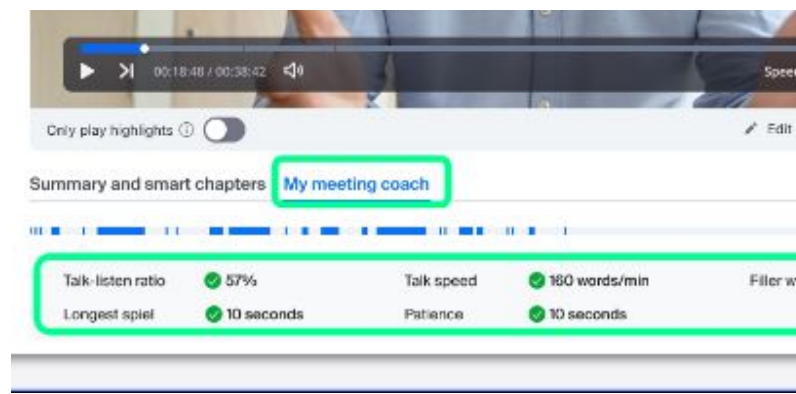 00:18:48 / 00:38:42 Speed
Only play highlights Edit
Summary and smart chapters My meeting coach
Talk-listen ratio 57% Talk speed 160 words/min Filler w
Longest spiel 10 seconds Patience 10 seconds